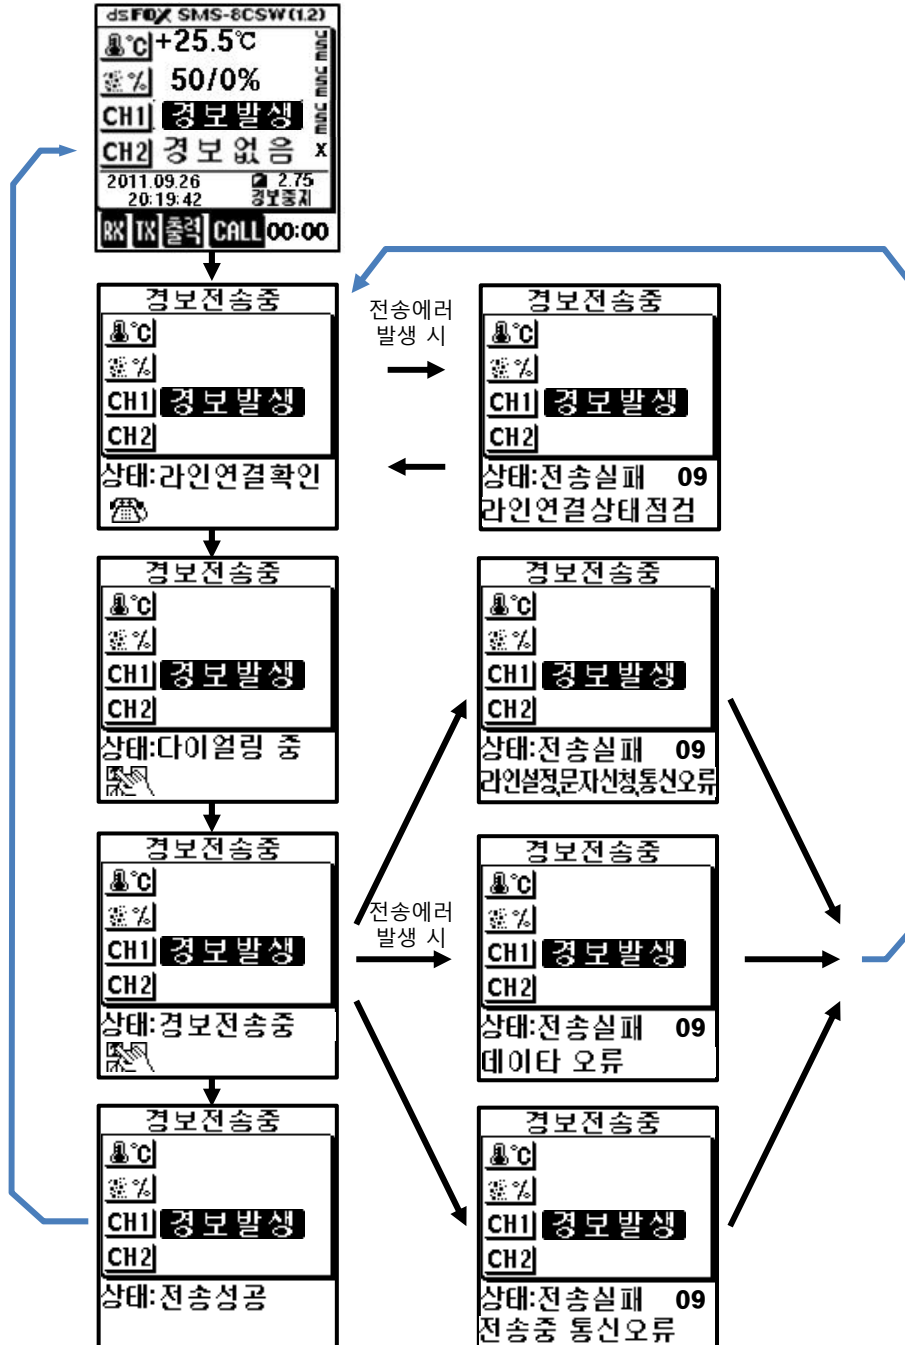 dsFOX SMS-8CSW(1.2)
℃ +25.5℃ USE
% 50/0% USE
CH1 경보발생 USE
CH2 경보없음 X
2011.09.26 2.75
20:19:42 경보중지
RX TX 출력 CALL 00:00
경보전송중
℃
%
CH1 경보발생
CH2
상태:라인연결확인
전송에러
발생 시
경보전송중
℃
%
CH1 경보발생
CH2
상태:전송실패 09
라인연결상태점검
경보전송중
℃
%
CH1 경보발생
CH2
상태:다이얼링 중
경보전송중
℃
%
CH1 경보발생
CH2
상태:전송실패 09
라인설정,문자신청,통신오류
경보전송중
℃
%
CH1 경보발생
CH2
상태:경보전송중
전송에러
발생 시
경보전송중
℃
%
CH1 경보발생
CH2
상태:전송실패 09
데이타 오류
경보전송중
℃
%
CH1 경보발생
CH2
상태:전송성공
경보전송중
℃
%
CH1 경보발생
CH2
상태:전송실패 09
전송중 통신오류